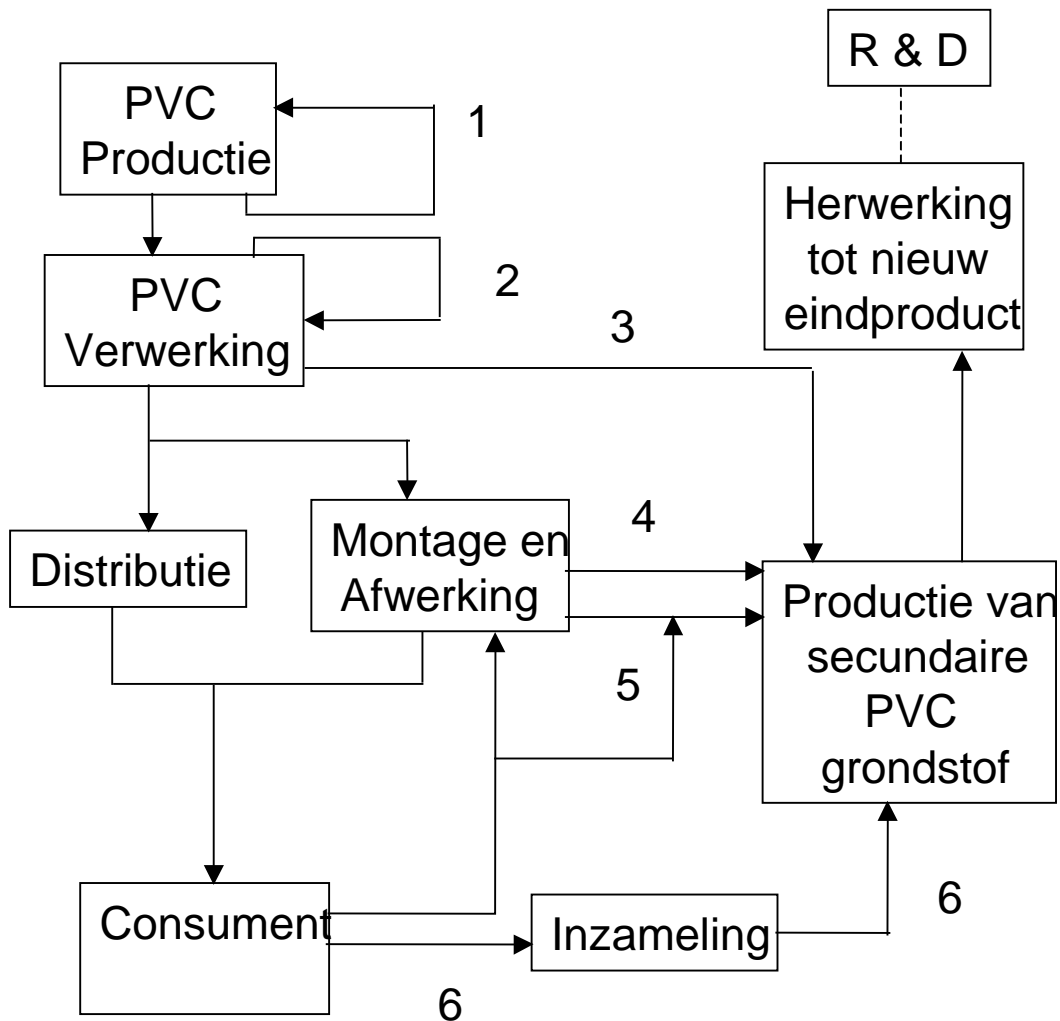 R & D
PVC
Productie
1
Herwerking
tot nieuw
eindproduct
PVC
Verwerking
2
3
Distributie
Montage en
Afwerking
4
5
Productie van
secundaire
PVC
grondstof
Consument
Inzameling
6
6